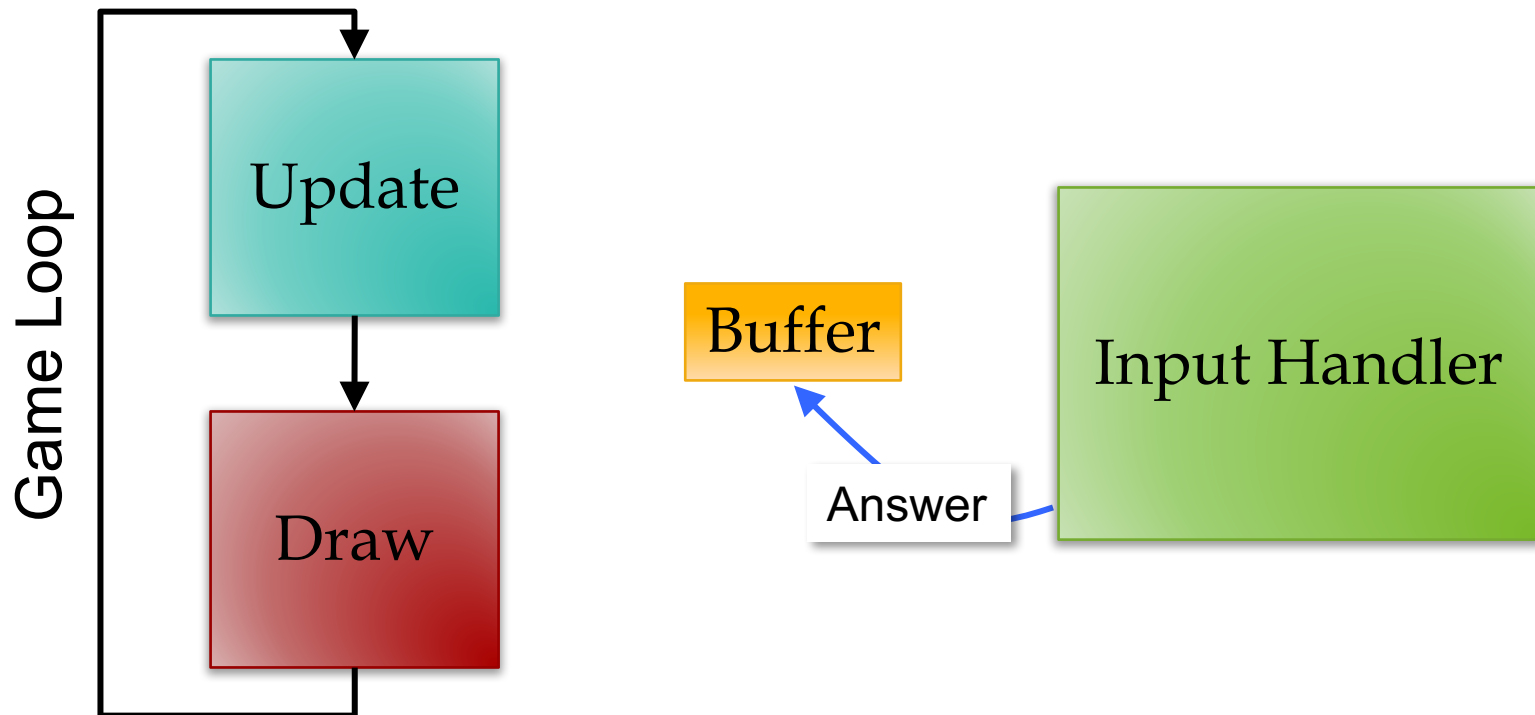 Game Loop
Update
Draw
Buffer
Answer
Input Handler